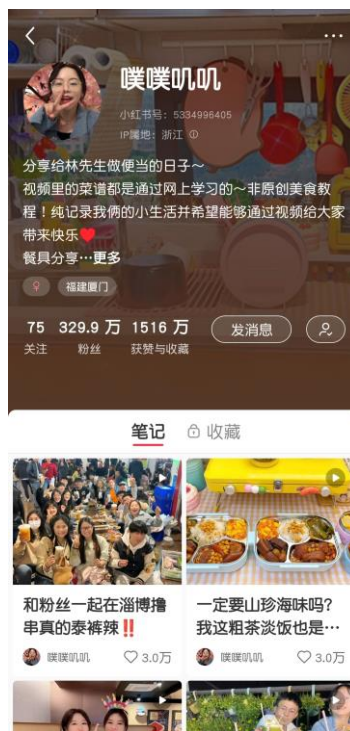 噗噗叽叽
小红书号：5334996405
IP属地：浙江
分享给林先生做便当的日子～
视频里的菜谱都是通过网上学习的～非原创美食教
程！纯记录我俩的小生活并希望能够通过视频给大家
带来快乐❤️
餐具分享…更多
♀ 福建厦门
75 329.9 万 1516 万 发消息
关注 粉丝 获赞与收藏
笔记 收藏
和粉丝一起在淄博撸 一定要山珍海味吗？
串真的泰裤辣‼️ 我这粗茶淡饭也是…
噗噗叽叽 3.0万 噗噗叽叽 3.0万